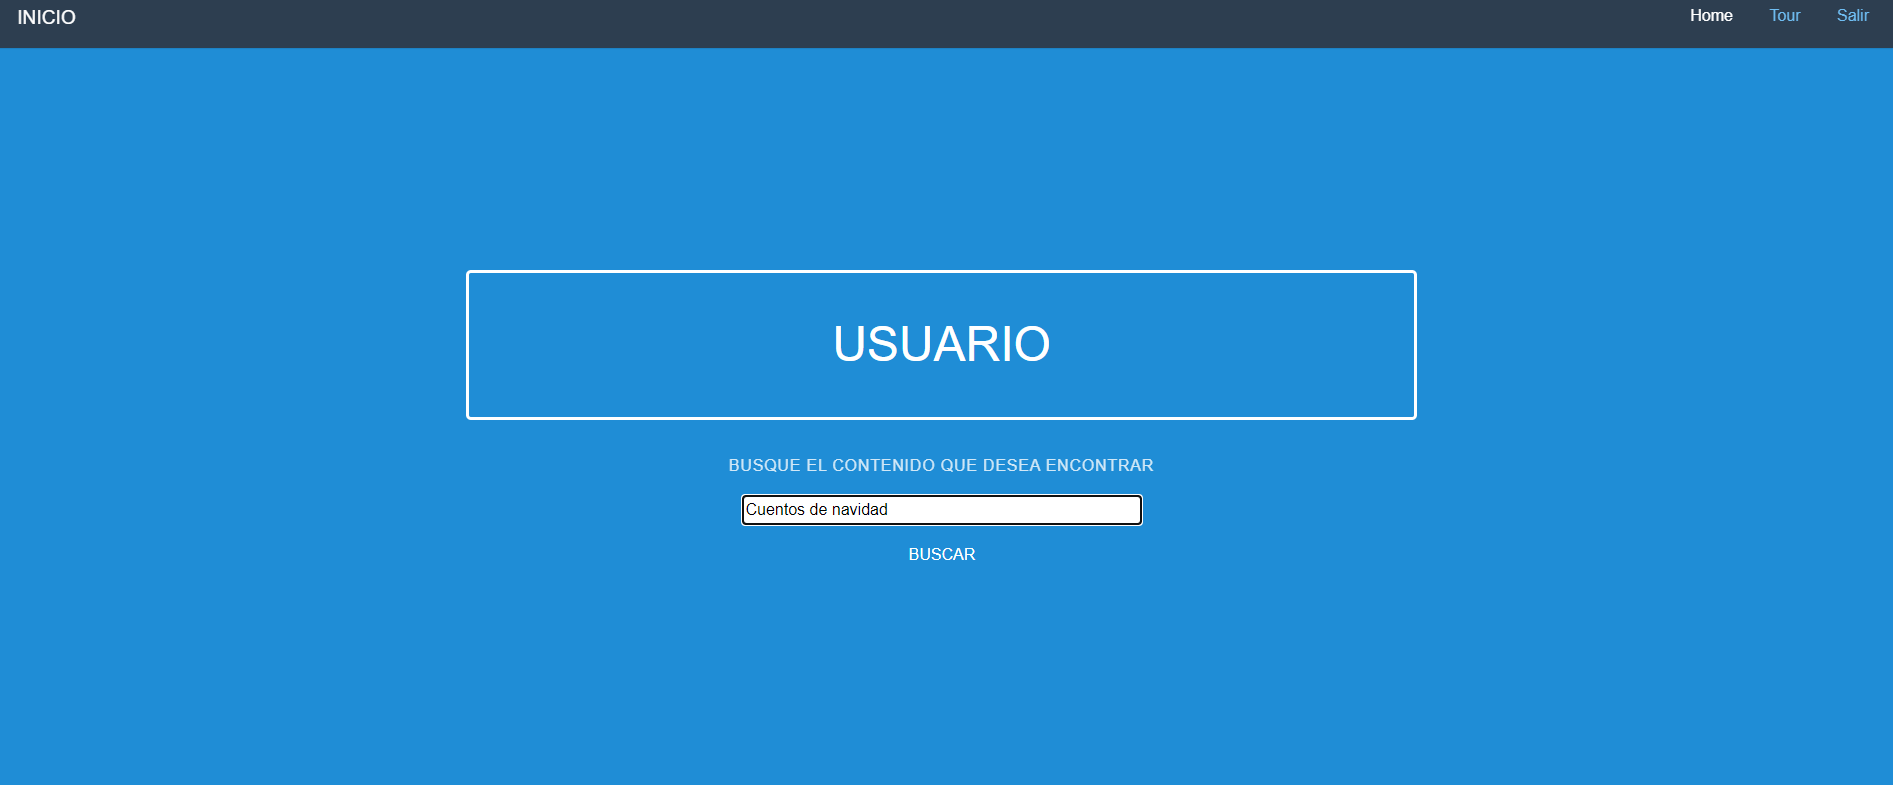 INICIO
Home Tour Salir
USUARIO
BUSQUE EL CONTENIDO QUE DESEA ENCONTRAR
Cuentos de navidad
BUSCAR